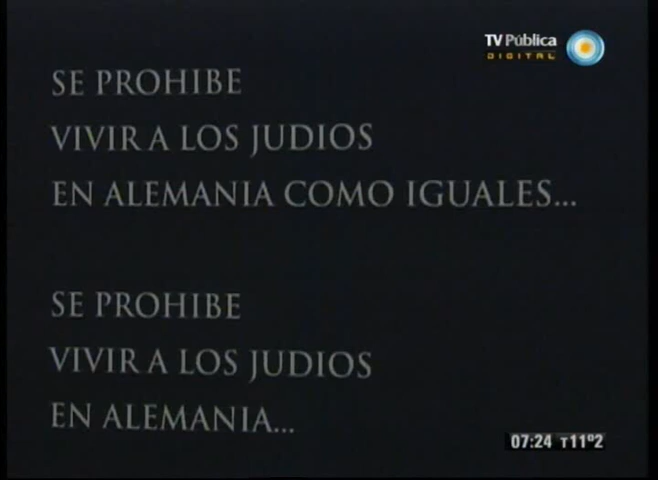 TV Pública
DIGITAL
SE PROHIBE
VIVIR A LOS JUDIOS
EN ALEMANIA COMO IGUALES...
SE PROHIBE
VIVIR A LOS JUDIOS
EN ALEMANIA...
07:24 T11º2